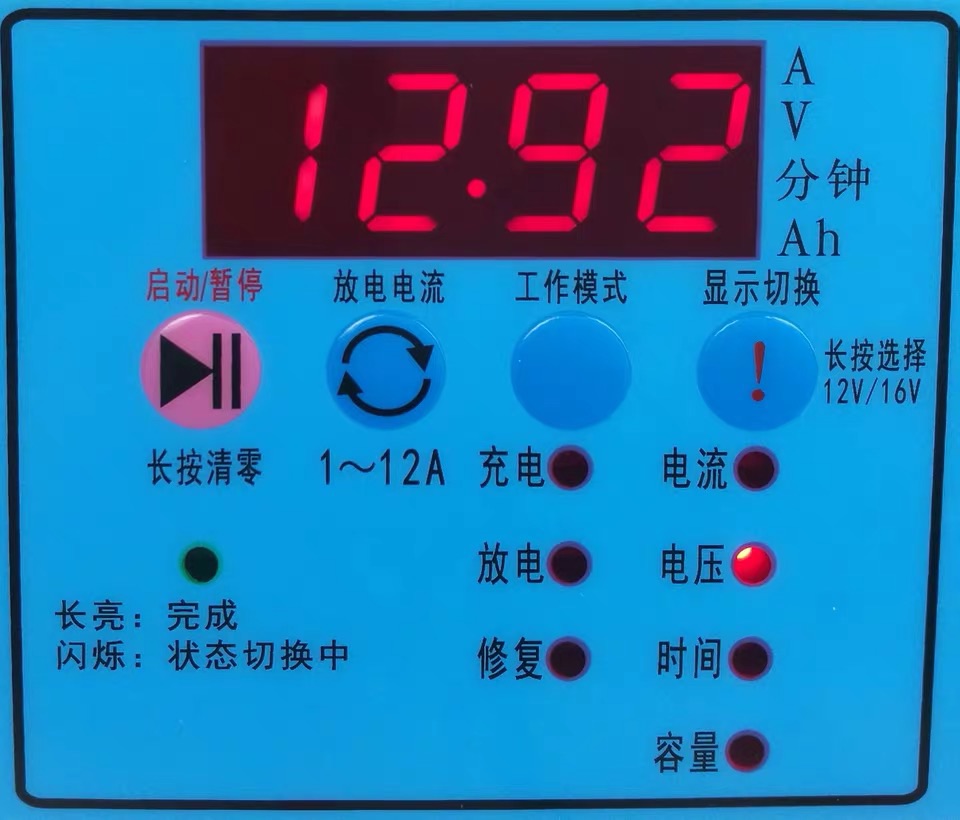 12.92
A
V
分钟
Ah
启动/暂停 放电电流 工作模式 显示切换
长按选择
12V/16V
长按清零 1～12A 充电 电流
放电 电压
长亮：完成
闪烁：状态切换中
修复 时间
容量